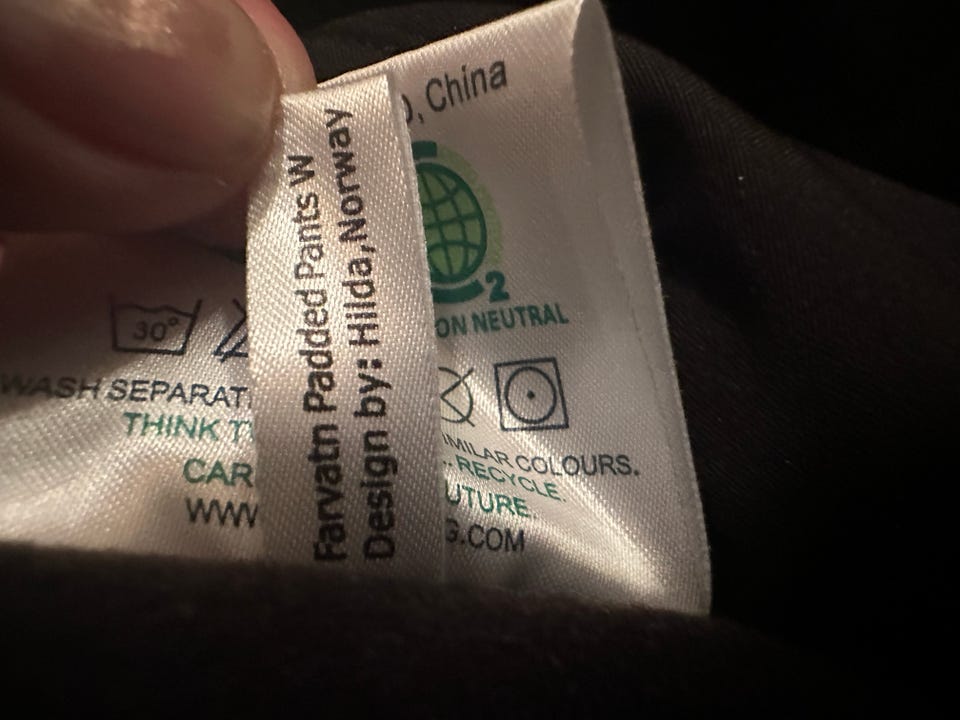 Farvatn Padded Pants W
Design by: Hilda,Norway
, China
2
ON NEUTRAL
30°
WASH SEPARAT
IMILAR COLOURS.
THINK T
. RECYCLE.
CAR
UTURE
WWW
G.COM